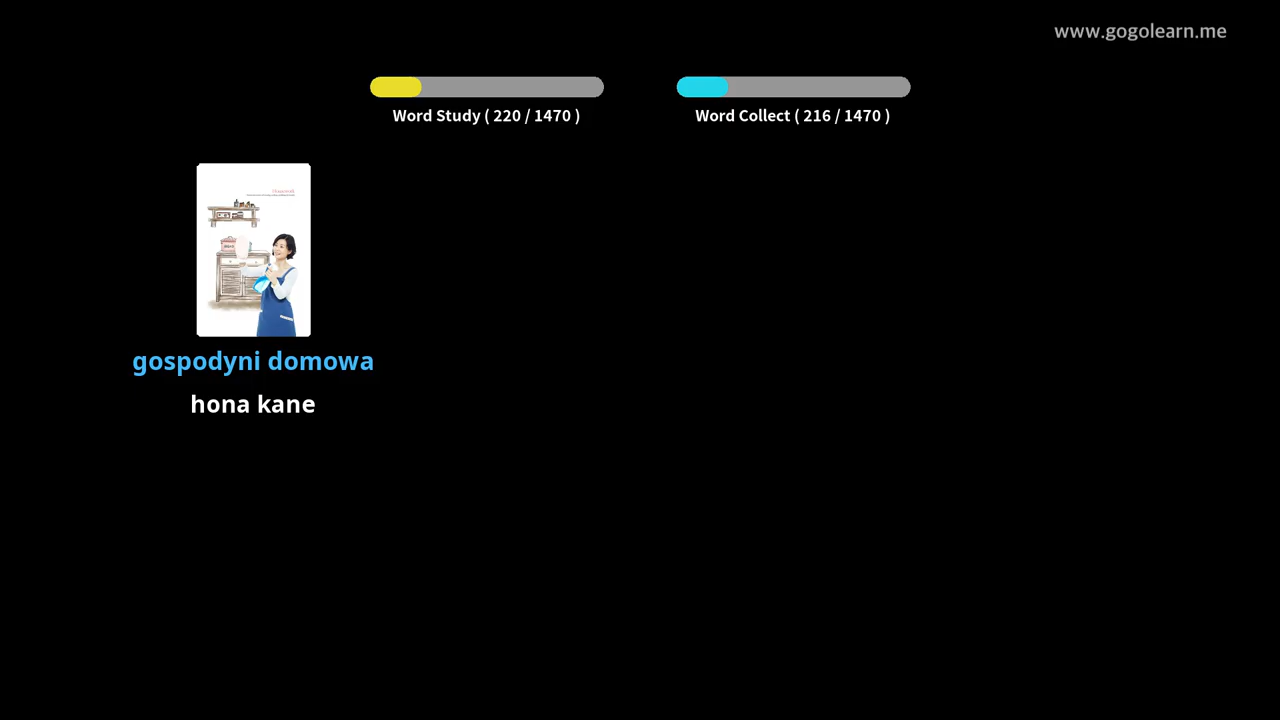 www.gogolearn.me
Word Study ( 220 / 1470 )
Word Collect ( 216 / 1470 )
gospodyni domowa
hona kane